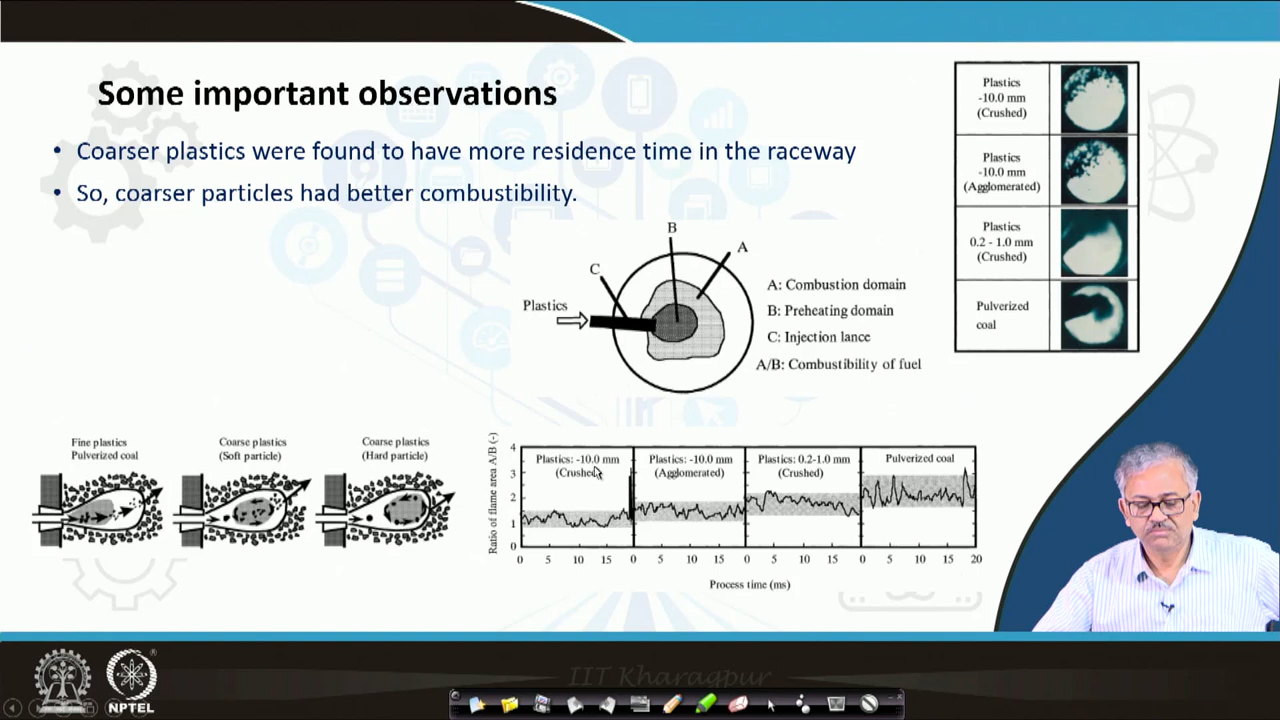 Some important observations
• Coarser plastics were found to have more residence time in the raceway
• So, coarser particles had better combustibility.
Plastics
-10.0 mm
(Crushed)
Plastics
-10.0 mm
(Agglomerated)
Plastics
0.2 - 1.0 mm
(Crushed)
Pulverized
coal
B
A
C
Plastics
A: Combustion domain
B: Preheating domain
C: Injection lance
A/B: Combustibility of fuel
Fine plastics
Pulverized coal
Coarse plastics
(Soft particle)
Coarse plastics
(Hard particle)
Ratio of flame area A/B (-)
4
3
2
1
0
Plastics: -10.0 mm
(Crushed)
Plastics: -10.0 mm
(Agglomerated)
Plastics: 0.2-1.0 mm
(Crushed)
Pulverized coal
0 5 10 15 0 5 10 15 0 5 10 15 0 5 10 15 20
Process time (ms)
IIT Kharagpur
NPTEL
®